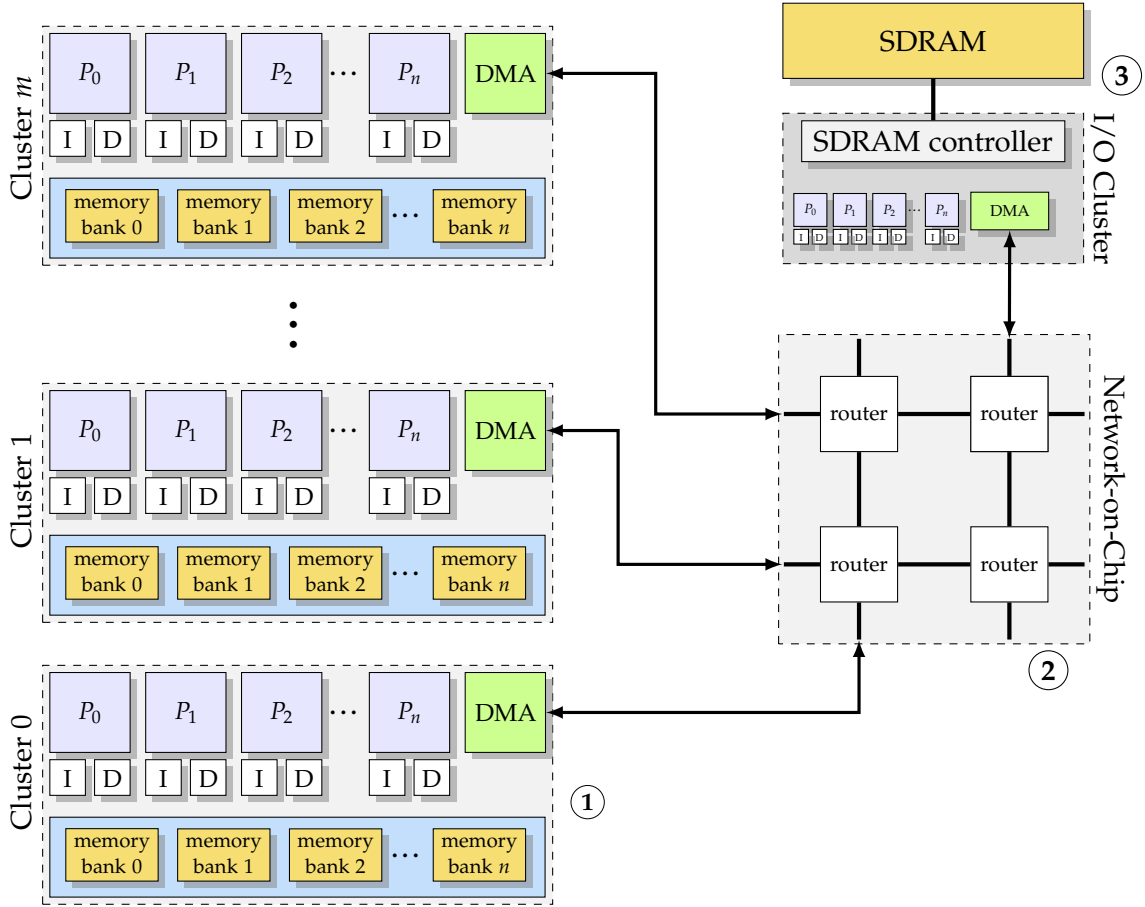 Cluster m
P0 P1 P2 ··· Pn DMA
I D I D I D I D
memory bank 0
memory bank 1
memory bank 2
···
memory bank n
Cluster 1
P0 P1 P2 ··· Pn DMA
I D I D I D I D
memory bank 0
memory bank 1
memory bank 2
···
memory bank n
Cluster 0
P0 P1 P2 ··· Pn DMA
I D I D I D I D
memory bank 0
memory bank 1
memory bank 2
···
memory bank n
1
SDRAM
3
I/O Cluster
SDRAM controller
P0 P1 P2 ··· Pn DMA
I D I D I D I D
Network-on-Chip
router router
router router
2